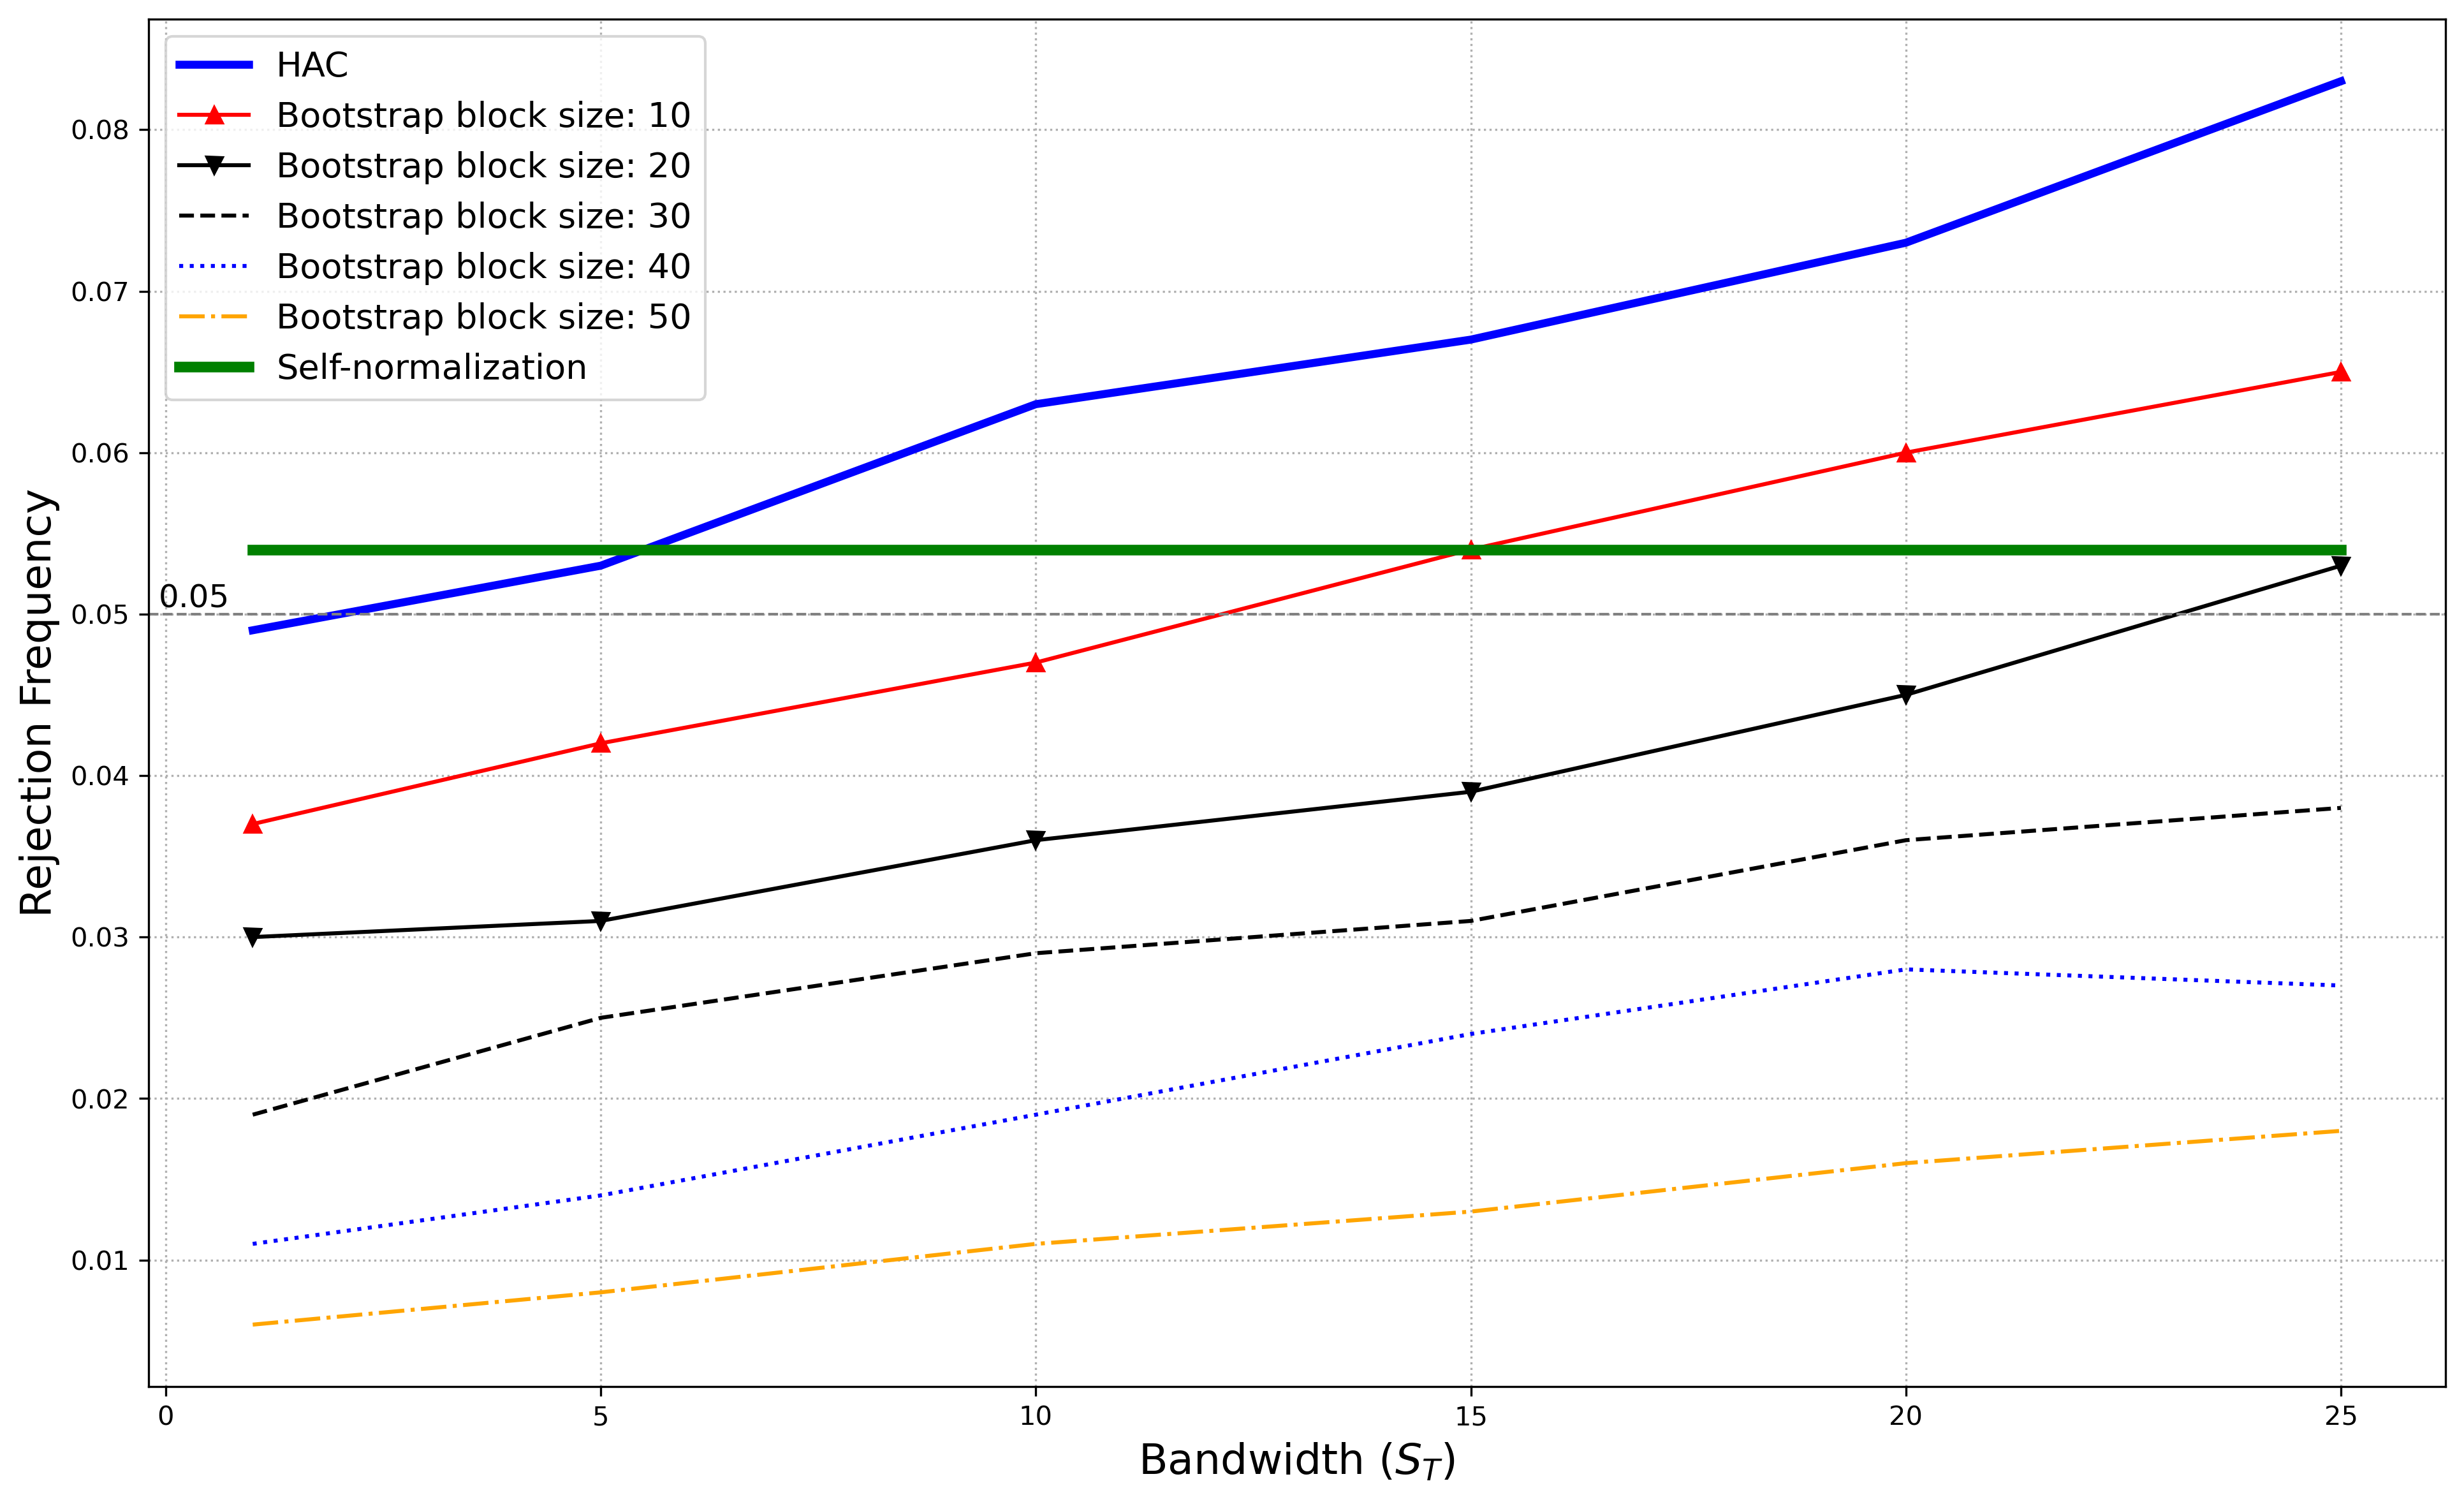 HAC
Bootstrap block size: 10
Bootstrap block size: 20
Bootstrap block size: 30
Bootstrap block size: 40
Bootstrap block size: 50
Self-normalization
Rejection Frequency
0.08
0.07
0.06
0.05
0.05
0.04
0.03
0.02
0.01
0 5 10 15 20 25
Bandwidth (S_T)